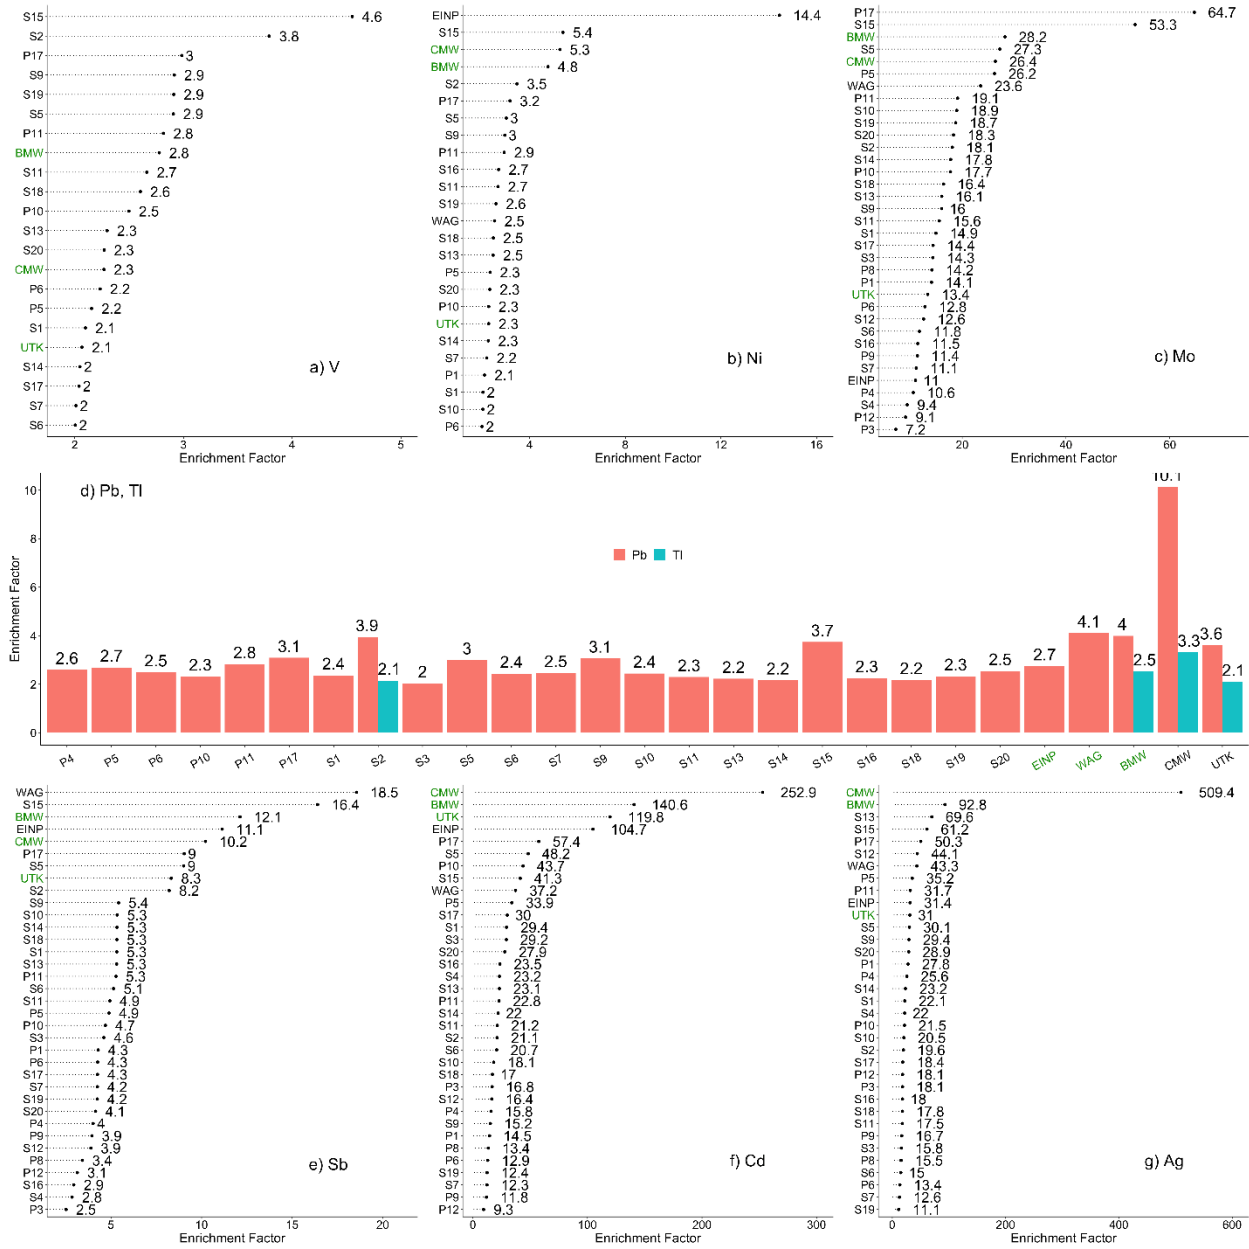 S15 4.6
S2 3.8
P17 3
S9 2.9
S19 2.9
S5 2.9
P11 2.8
BMW 2.8
S11 2.7
S18 2.6
P10 2.5
S13 2.3
S20 2.3
CMW 2.3
P6 2.2
P5 2.2
S1 2.1
UTK 2.1
S14 2
S17 2
S7 2
S6 2
a) V
2 3 4 5
Enrichment Factor
EINP 14.4
S15 5.4
CMW 5.3
BMW 4.8
S2 3.5
P17 3.2
S5 3
S9 3
P11 2.9
S16 2.7
S11 2.7
S19 2.6
WAG 2.5
S18 2.5
S13 2.5
P5 2.3
S20 2.3
P10 2.3
UTK 2.3
S14 2.3
S7 2.2
P1 2.1
S1 2
S10 2
P6 2
b) Ni
4 8 12 16
Enrichment Factor
P17 64.7
S15 53.3
BMW 28.2
S5 27.3
CMW 26.4
P5 26.2
WAG 23.6
P11 19.1
S10 18.9
S19 18.7
S20 18.3
S2 18.1
S14 17.8
P10 17.7
S18 16.4
S13 16.1
S9 16
S11 15.6
S1 14.9
S17 14.4
S3 14.3
P8 14.2
P1 14.1
UTK 13.4
P6 12.8
S12 12.6
S6 11.8
S16 11.5
P9 11.4
S7 11.1
EINP 11
P4 10.6
S4 9.4
P12 9.1
P3 7.2
c) Mo
20 40 60
Enrichment Factor
d) Pb, Tl
Enrichment Factor
10
8
6
4
2
0
Pb Tl
2.6 2.7 2.5 2.3 2.8 3.1 2.4 3.9 2.1 2 3 2.4 2.5 3.1 2.4 2.3 2.2 2.2 3.7 2.3 2.2 2.3 2.5 2.7 4.1 4 2.5 10.1 3.3 3.6 2.1
P4 P5 P6 P10 P11 P17 S1 S2 S3 S5 S6 S7 S9 S10 S11 S13 S14 S15 S16 S18 S19 S20 EINP WAG BMW CMW UTK
WAG 18.5
S15 16.4
BMW 12.1
EINP 11.1
CMW 10.2
P17 9
S5 9
UTK 8.3
S2 8.2
S9 5.4
S10 5.3
S14 5.3
S18 5.3
S1 5.3
S13 5.3
P11 5.3
S6 5.1
S11 4.9
P5 4.9
P10 4.7
S3 4.6
P1 4.3
P6 4.3
S17 4.3
S7 4.2
S19 4.2
S20 4.1
P4 4
P9 3.9
S12 3.9
P8 3.4
P12 3.1
S16 2.9
S4 2.8
P3 2.5
e) Sb
5 10 15 20
Enrichment Factor
CMW 252.9
BMW 140.6
UTK 119.8
EINP 104.7
P17 57.4
S5 48.2
P10 43.7
S15 41.3
WAG 37.2
P5 33.9
S17 30
S1 29.4
S3 29.2
S20 27.9
S16 23.5
S4 23.2
S13 23.1
P11 22.8
S14 22
S11 21.2
S2 21.1
S6 20.7
S10 18.1
S18 17
P3 16.8
S12 16.4
P4 15.8
S9 15.2
P1 14.5
P8 13.4
P6 12.9
S19 12.4
S7 12.3
P9 11.8
P12 9.3
f) Cd
0 100 200 300
Enrichment Factor
CMW 509.4
BMW 92.8
S13 69.6
S15 61.2
P17 50.3
S12 44.1
WAG 43.3
P5 35.2
P11 31.7
EINP 31.4
UTK 31
S5 30.1
S9 29.4
S20 28.9
P1 27.8
P4 25.6
S14 23.2
S1 22.1
S4 22
P10 21.5
S10 20.5
S2 19.6
S17 18.4
P12 18.1
P3 18.1
S16 18
S18 17.8
S11 17.5
P9 16.7
S3 15.8
P8 15.5
S6 15
P6 13.4
S7 12.6
S19 11.1
g) Ag
0 200 400 600
Enrichment Factor